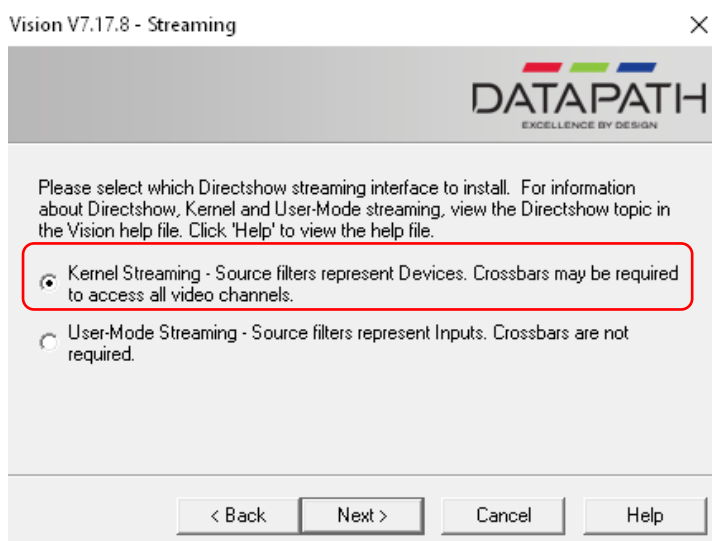 Vision V7.17.8 - Streaming
DATAPATH
EXCELLENCE BY DESIGN
Please select which Directshow streaming interface to install. For information
about Directshow, Kernel and User-Mode streaming, view the Directshow topic in
the Vision help file. Click 'Help' to view the help file.
Kernel Streaming - Source filters represent Devices. Crossbars may be required
to access all video channels.
User-Mode Streaming - Source filters represent Inputs. Crossbars are not
required.
< Back Next > Cancel Help